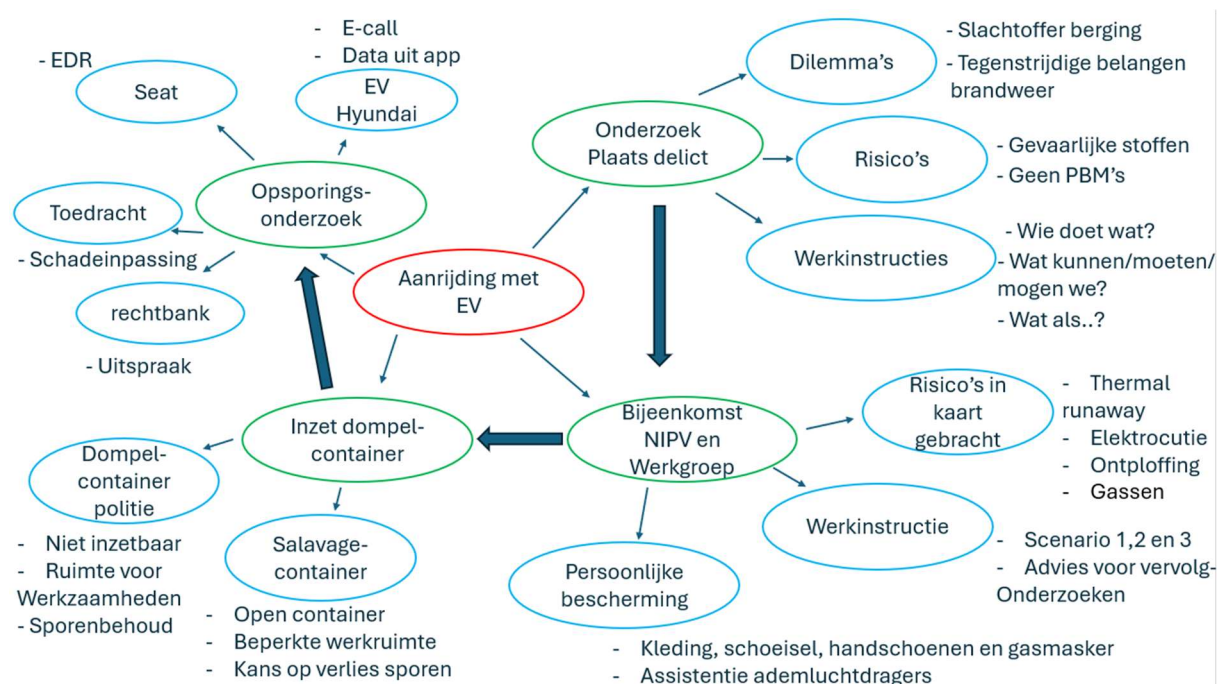 - EDR
Seat
- E-call
- Data uit app
EV
Hyundai
Opsporings-
onderzoek
Toedracht
- Schadeinpassing
rechtbank
- Uitspraak
Aanrijding met
EV
Onderzoek
Plaats delict
Dilemma’s
- Slachtoffer berging
- Tegenstrijdige belangen
brandweer
Risico’s
- Gevaarlijke stoffen
- Geen PBM’s
Werkinstructies
- Wie doet wat?
- Wat kunnen/moeten/
mogen we?
- Wat als..?
Bijeenkomst
NIPV en
Werkgroep
Risico’s in
kaart
gebracht
- Thermal
runaway
- Elektrocutie
- Ontploffing
- Gassen
Werkinstructie
- Scenario 1,2 en 3
- Advies voor vervolg-
Onderzoeken
Persoonlijke
bescherming
- Kleding, schoeisel, handschoenen en gasmasker
- Assistentie ademluchtdragers
Inzet dompel-
container
Dompel-
container
politie
- Niet inzetbaar
- Ruimte voor
Werkzaamheden
- Sporenbehoud
Salavage-
container
- Open container
- Beperkte werkruimte
- Kans op verlies sporen